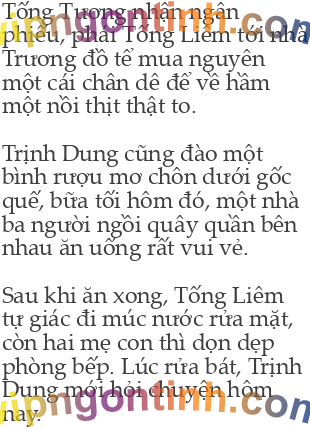 Tống Tương nhận ngân
phiếu, phái Tống Liêm tới nhà
Trương đồ tể mua nguyên
một cái chân dê để về hầm
một nồi thịt thật to.
Trịnh Dung cũng đào một
bình rượu mơ chôn dưới gốc
quế, bữa tối hôm đó, một nhà
ba người ngồi quây quần bên
nhau ăn uống rất vui vẻ.
Sau khi ăn xong, Tống Liêm
tự giác đi múc nước rửa mặt,
còn hai mẹ con thì dọn dẹp
phòng bếp. Lúc rửa bát, Trịnh
Dung mới hỏi chuyện hôm
nay.
vipngontinh.com
vipngontinh.com